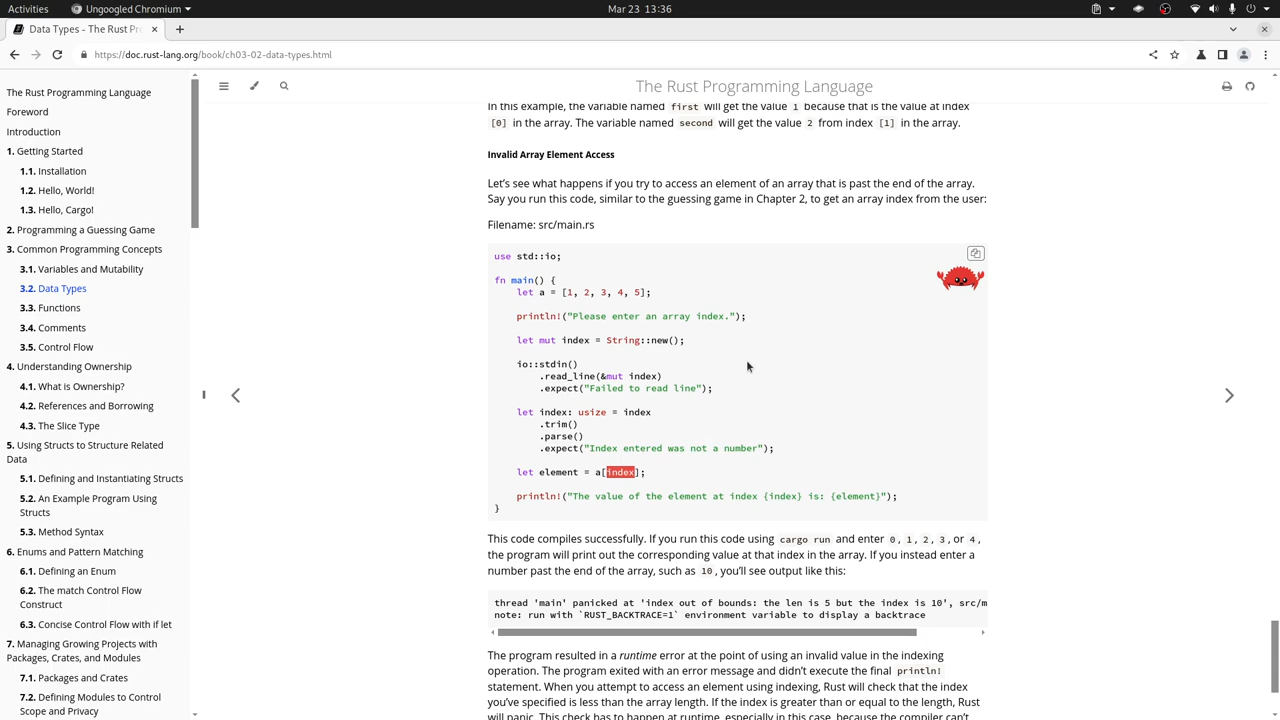 Activities
Ungoogled Chromium
Mar 23 13:36
Data Types - The Rust Pr
https://doc.rust-lang.org/book/ch03-02-data-types.html
The Rust Programming Language
Foreword
Introduction
1. Getting Started
1.1. Installation
1.2. Hello, World!
1.3. Hello, Cargo!
2. Programming a Guessing Game
3. Common Programming Concepts
3.1. Variables and Mutability
3.2. Data Types
3.3. Functions
3.4. Comments
3.5. Control Flow
4. Understanding Ownership
4.1. What is Ownership?
4.2. References and Borrowing
4.3. The Slice Type
5. Using Structs to Structure Related
Data
5.1. Defining and Instantiating Structs
5.2. An Example Program Using
Structs
5.3. Method Syntax
6. Enums and Pattern Matching
6.1. Defining an Enum
6.2. The match Control Flow
Construct
6.3. Concise Control Flow with if let
7. Managing Growing Projects with
Packages, Crates, and Modules
7.1. Packages and Crates
7.2. Defining Modules to Control
Scope and Privacy
The Rust Programming Language
In this example, the variable named first will get the value 1 because that is the value at index
[0] in the array. The variable named second will get the value 2 from index [1] in the array.
Invalid Array Element Access
Let’s see what happens if you try to access an element of an array that is past the end of the array.
Say you run this code, similar to the guessing game in Chapter 2, to get an array index from the user:
Filename: src/main.rs
use std::io;
fn main() {
let a = [1, 2, 3, 4, 5];
println!("Please enter an array index.");
let mut index = String::new();
io::stdin()
.read_line(&mut index)
.expect("Failed to read line");
let index: usize = index
.trim()
.parse()
.expect("Index entered was not a number");
let element = a[index];
println!("The value of the element at index {index} is: {element}");
}
This code compiles successfully. If you run this code using cargo run and enter 0, 1, 2, 3, or 4,
the program will print out the corresponding value at that index in the array. If you instead enter a
number past the end of the array, such as 10, you’ll see output like this:
thread 'main' panicked at 'index out of bounds: the len is 5 but the index is 10', src/m
note: run with `RUST_BACKTRACE=1` environment variable to display a backtrace
The program resulted in a runtime error at the point of using an invalid value in the indexing
operation. The program exited with an error message and didn’t execute the final println!
statement. When you attempt to access an element using indexing, Rust will check that the index
you’ve specified is less than the array length. If the index is greater than or equal to the length, Rust
will panic. This check has to happen at runtime, especially in this case, because the compiler can’t